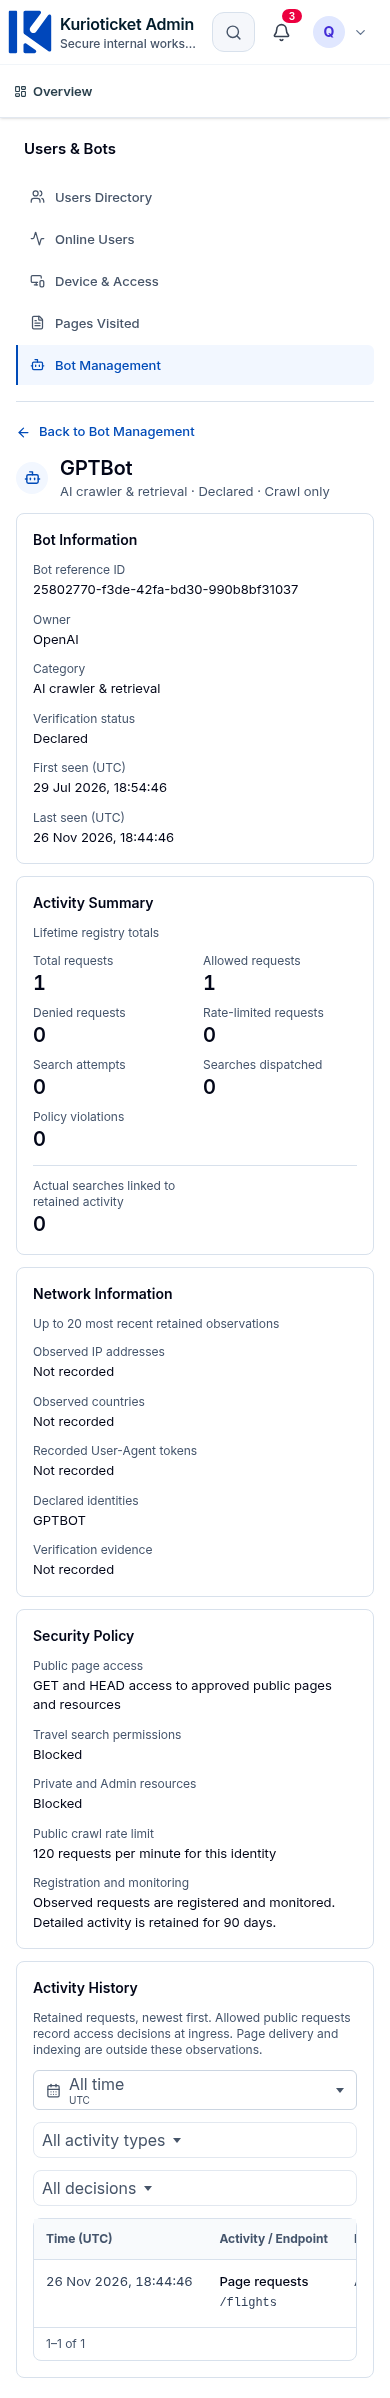 Kurioticket Admin
Secure internal works...
3
Q
Overview
Users & Bots
Users Directory
Online Users
Device & Access
Pages Visited
Bot Management
Back to Bot Management
GPTBot
AI crawler & retrieval · Declared · Crawl only
Bot Information
Bot reference ID
25802770-f3de-42fa-bd30-990b8bf31037
Owner
OpenAI
Category
AI crawler & retrieval
Verification status
Declared
First seen (UTC)
29 Jul 2026, 18:54:46
Last seen (UTC)
26 Nov 2026, 18:44:46
Activity Summary
Lifetime registry totals
Total requests
1
Allowed requests
1
Denied requests
0
Rate-limited requests
0
Search attempts
0
Searches dispatched
0
Policy violations
0
Actual searches linked to
retained activity
0
Network Information
Up to 20 most recent retained observations
Observed IP addresses
Not recorded
Observed countries
Not recorded
Recorded User-Agent tokens
Not recorded
Declared identities
GPTBOT
Verification evidence
Not recorded
Security Policy
Public page access
GET and HEAD access to approved public pages
and resources
Travel search permissions
Blocked
Private and Admin resources
Blocked
Public crawl rate limit
120 requests per minute for this identity
Registration and monitoring
Observed requests are registered and monitored.
Detailed activity is retained for 90 days.
Activity History
Retained requests, newest first. Allowed public requests
record access decisions at ingress. Page delivery and
indexing are outside these observations.
All time
UTC
All activity types
All decisions
Time (UTC) Activity / Endpoint
26 Nov 2026, 18:44:46 Page requests
/flights
1–1 of 1